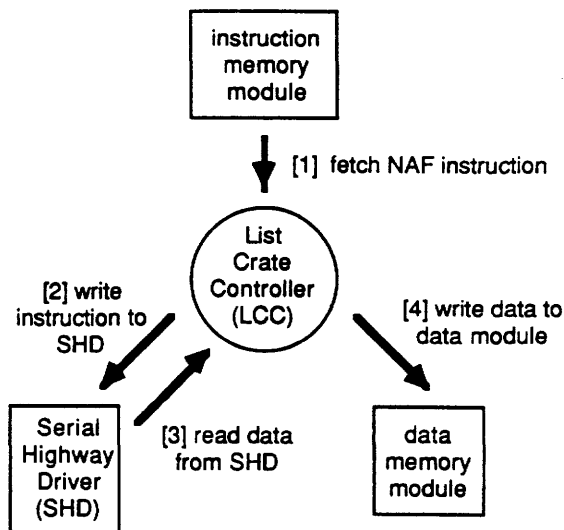 instruction
memory
module
[1] fetch NAF instruction
List
Crate
Controller
(LCC)
[2] write
instruction to
SHD
[4] write data to
data module
Serial
Highway
Driver
(SHD)
[3] read data
from SHD
data
memory
module